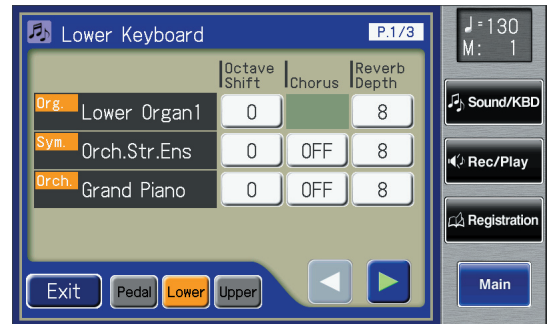 Lower Keyboard
P.1/3
Octave Shift
Chorus
Reverb Depth
Org.
Lower Organ1
0
8
Sym.
Orch.Str.Ens
0
OFF
8
Orch.
Grand Piano
0
OFF
8
Exit
Pedal
Lower
Upper
♩=130
M: 1
Sound/KBD
Rec/Play
Registration
Main